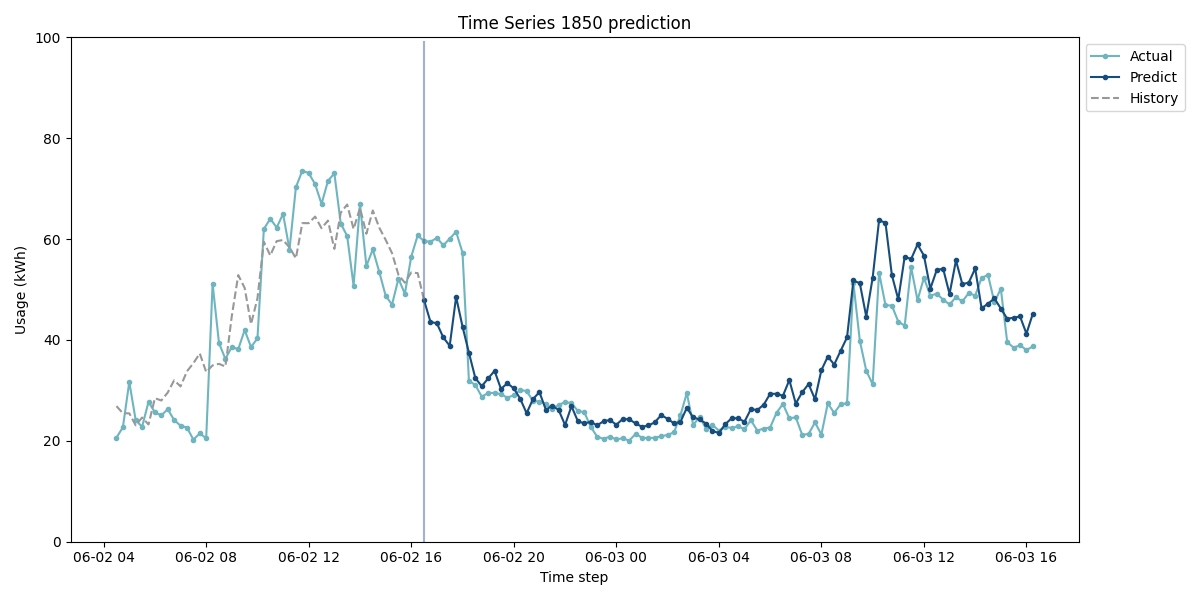 Time Series 1850 prediction
100
80
60
40
20
0
Usage (kWh)
06-02 04 06-02 08 06-02 12 06-02 16 06-02 20 06-03 00 06-03 04 06-03 08 06-03 12 06-03 16
Time step
Actual
Predict
History